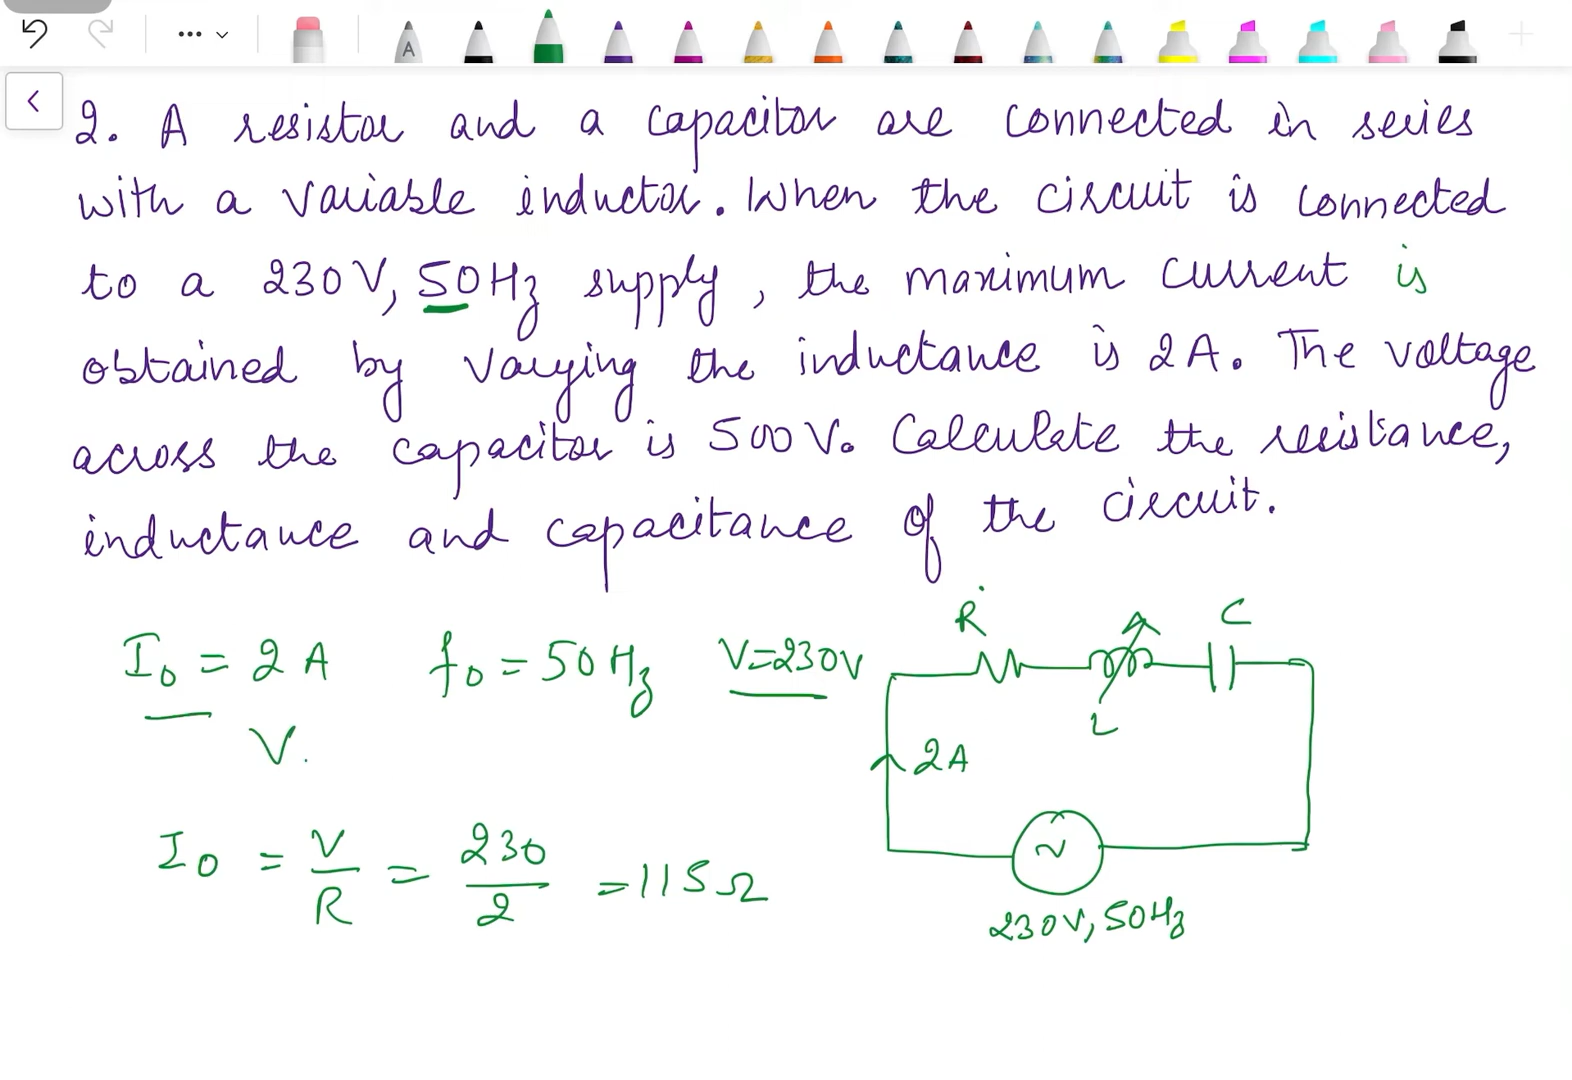 A
2. A resistor and a capacitor are connected in series
with a variable inductor. When the circuit is connected
to a 230V, 50Hz supply, the maximum current is
obtained by varying the inductance is 2A. The voltage
across the capacitor is 500V. Calculate the resistance,
inductance and capacitance of the circuit.
I₀ = 2A f₀ = 50Hz V=230V
V.
R L C
2A
~
230V, 50Hz
I₀ = V/R = 230/2 = 115Ω